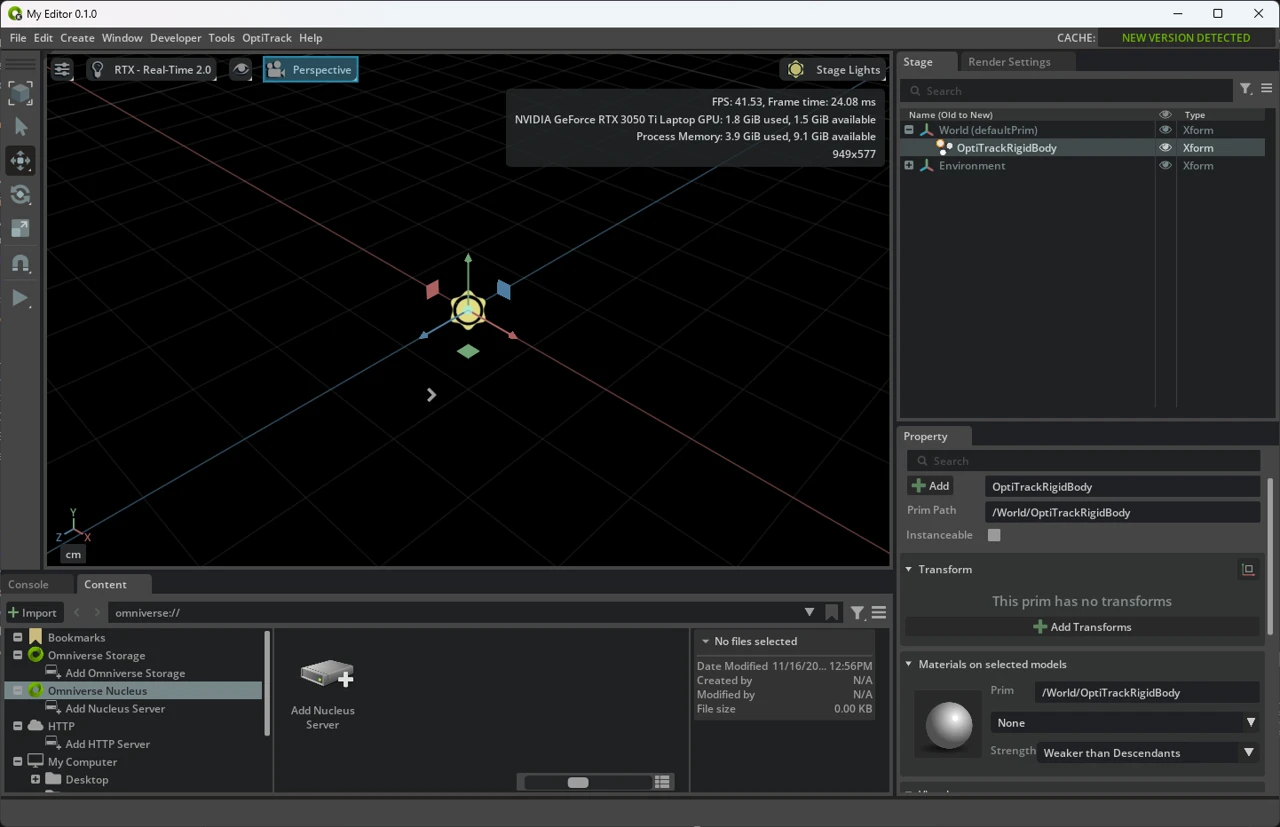 My Editor 0.1.0
File Edit Create Window Developer Tools OptiTrack Help
CACHE: NEW VERSION DETECTED
RTX - Real-Time 2.0
Perspective
Stage Lights
FPS: 41.53, Frame time: 24.08 ms
NVIDIA GeForce RTX 3050 Ti Laptop GPU: 1.8 GiB used, 1.5 GiB available
Process Memory: 3.9 GiB used, 9.1 GiB available
949x577
Y
Z X
cm
Stage Render Settings
Search
Name (Old to New) Type
World (defaultPrim) Xform
OptiTrackRigidBody Xform
Environment Xform
Property
Search
Add OptiTrackRigidBody
Prim Path /World/OptiTrackRigidBody
Instanceable
Transform
This prim has no transforms
Add Transforms
Materials on selected models
Prim /World/OptiTrackRigidBody
None
Strength Weaker than Descendants
Console Content
Import omniverse://
Bookmarks
Omniverse Storage
Add Omniverse Storage
Omniverse Nucleus
Add Nucleus Server
HTTP
Add HTTP Server
My Computer
Desktop
Add Nucleus
Server
No files selected
Date Modified 11/16/20... 12:56PM
Created by N/A
Modified by N/A
File size 0.00 KB